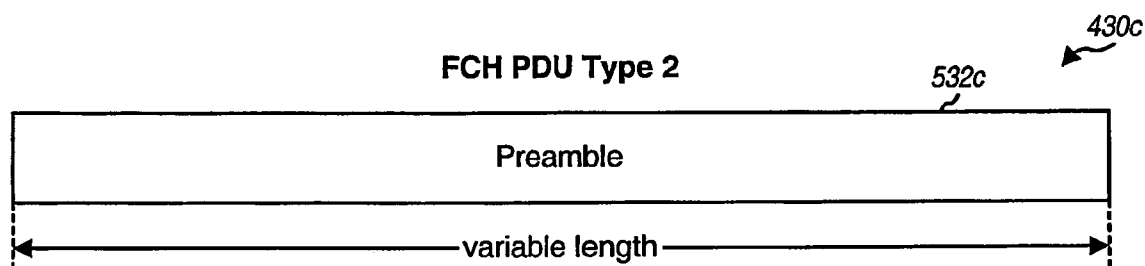 430c
FCH PDU Type 2
532c
Preamble
variable length